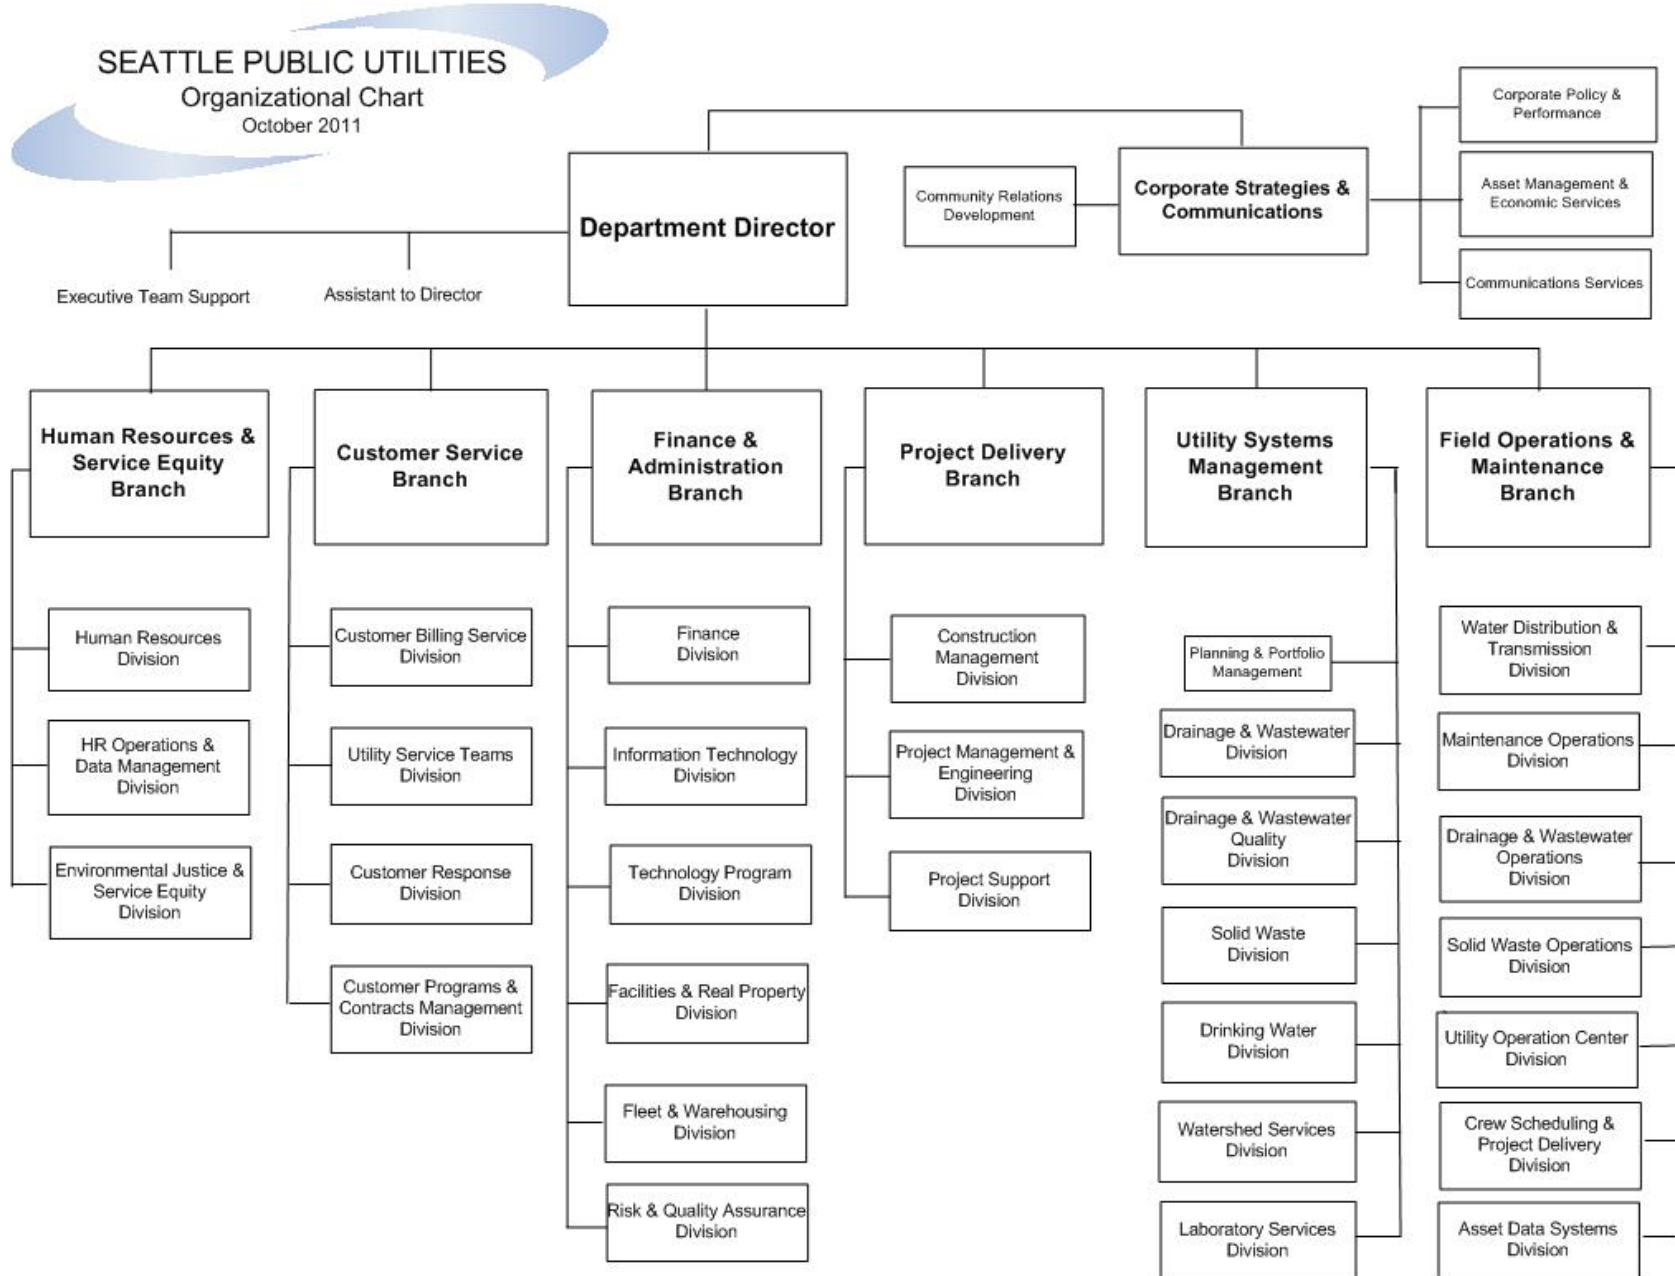 SEATTLE PUBLIC UTILITIES
Organizational Chart
October 2011
Corporate Policy &
Performance
Community Relations
Development
Corporate Strategies &
Communications
Asset Management &
Economic Services
Department Director
Communications Services
Executive Team Support
Assistant to Director
Human Resources &
Service Equity
Branch
Customer Service
Branch
Finance &
Administration
Branch
Project Delivery
Branch
Utility Systems
Management
Branch
Field Operations &
Maintenance
Branch
Human Resources
Division
HR Operations &
Data Management
Division
Environmental Justice &
Service Equity
Division
Customer Billing Service
Division
Utility Service Teams
Division
Customer Response
Division
Customer Programs &
Contracts Management
Division
Finance
Division
Information Technology
Division
Technology Program
Division
Facilities & Real Property
Division
Fleet & Warehousing
Division
Risk & Quality Assurance
Division
Construction
Management
Division
Project Management &
Engineering
Division
Project Support
Division
Planning & Portfolio
Management
Drainage & Wastewater
Division
Drainage & Wastewater
Quality
Division
Solid Waste
Division
Drinking Water
Division
Watershed Services
Division
Laboratory Services
Division
Water Distribution &
Transmission
Division
Maintenance Operations
Division
Drainage & Wastewater
Operations
Division
Solid Waste Operations
Division
Utility Operation Center
Division
Crew Scheduling &
Project Delivery
Division
Asset Data Systems
Division